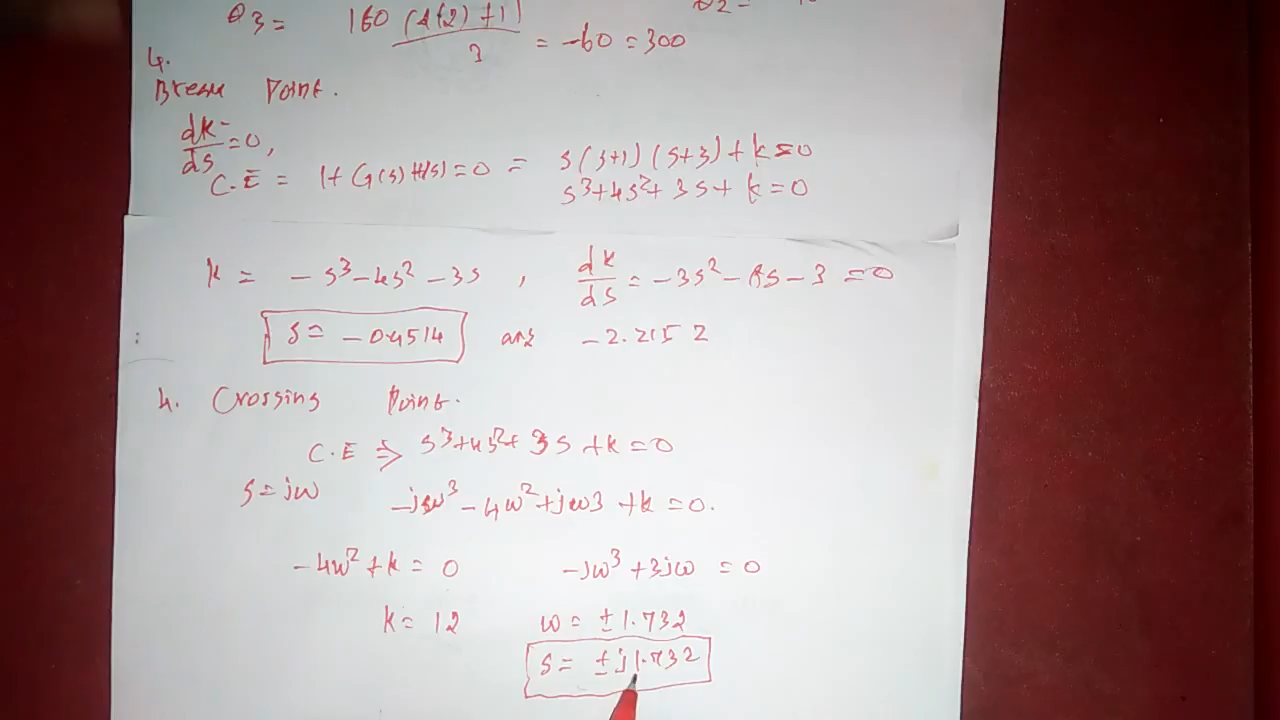 θ3 = 180 (2(2)+1) / 3 = -60 = 300
4.
Break Point.
dk/ds = 0,
C.E = 1+G(s)H(s)=0 = s(s+1)(s+3)+k=0
s³+4s²+3s+k=0
k = -s³-4s²-3s , dk/ds = -3s²-8s-3 =0
s = -0.4514 and -2.2152
4. Crossing Point.
C.E ⇒ s³+4s²+3s+k=0
s=jω -jω³-4ω²+jω3+k=0.
-4ω²+k=0 -jω³+3jω=0
k=12 ω=±1.732
s=±j1.732